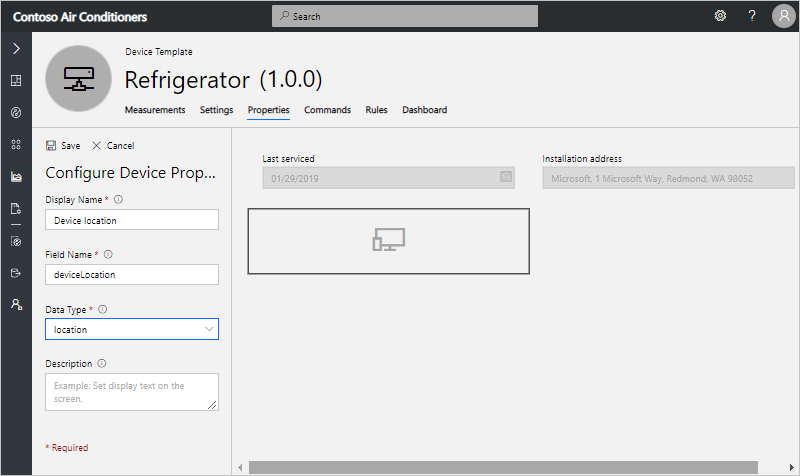 Contoso Air Conditioners
Search
?
Device Template
Refrigerator (1.0.0)
Measurements Settings Properties Commands Rules Dashboard
Save Cancel
Configure Device Prop...
Display Name *
Device location
Field Name *
deviceLocation
Data Type *
location
Description
Example: Set display text on the
screen.
* Required
Last serviced
01/29/2019
Installation address
Microsoft, 1 Microsoft Way, Redmond, WA 98052